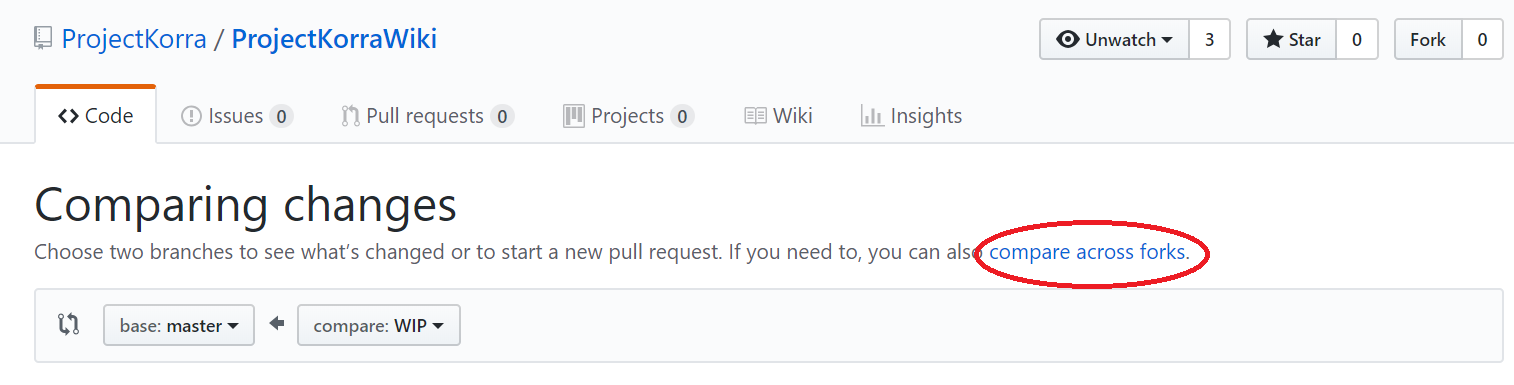 ProjectKorra / ProjectKorraWiki
Unwatch 3 Star 0 Fork 0
Code Issues 0 Pull requests 0 Projects 0 Wiki Insights
Comparing changes
Choose two branches to see what’s changed or to start a new pull request. If you need to, you can also compare across forks.
base: master compare: WIP